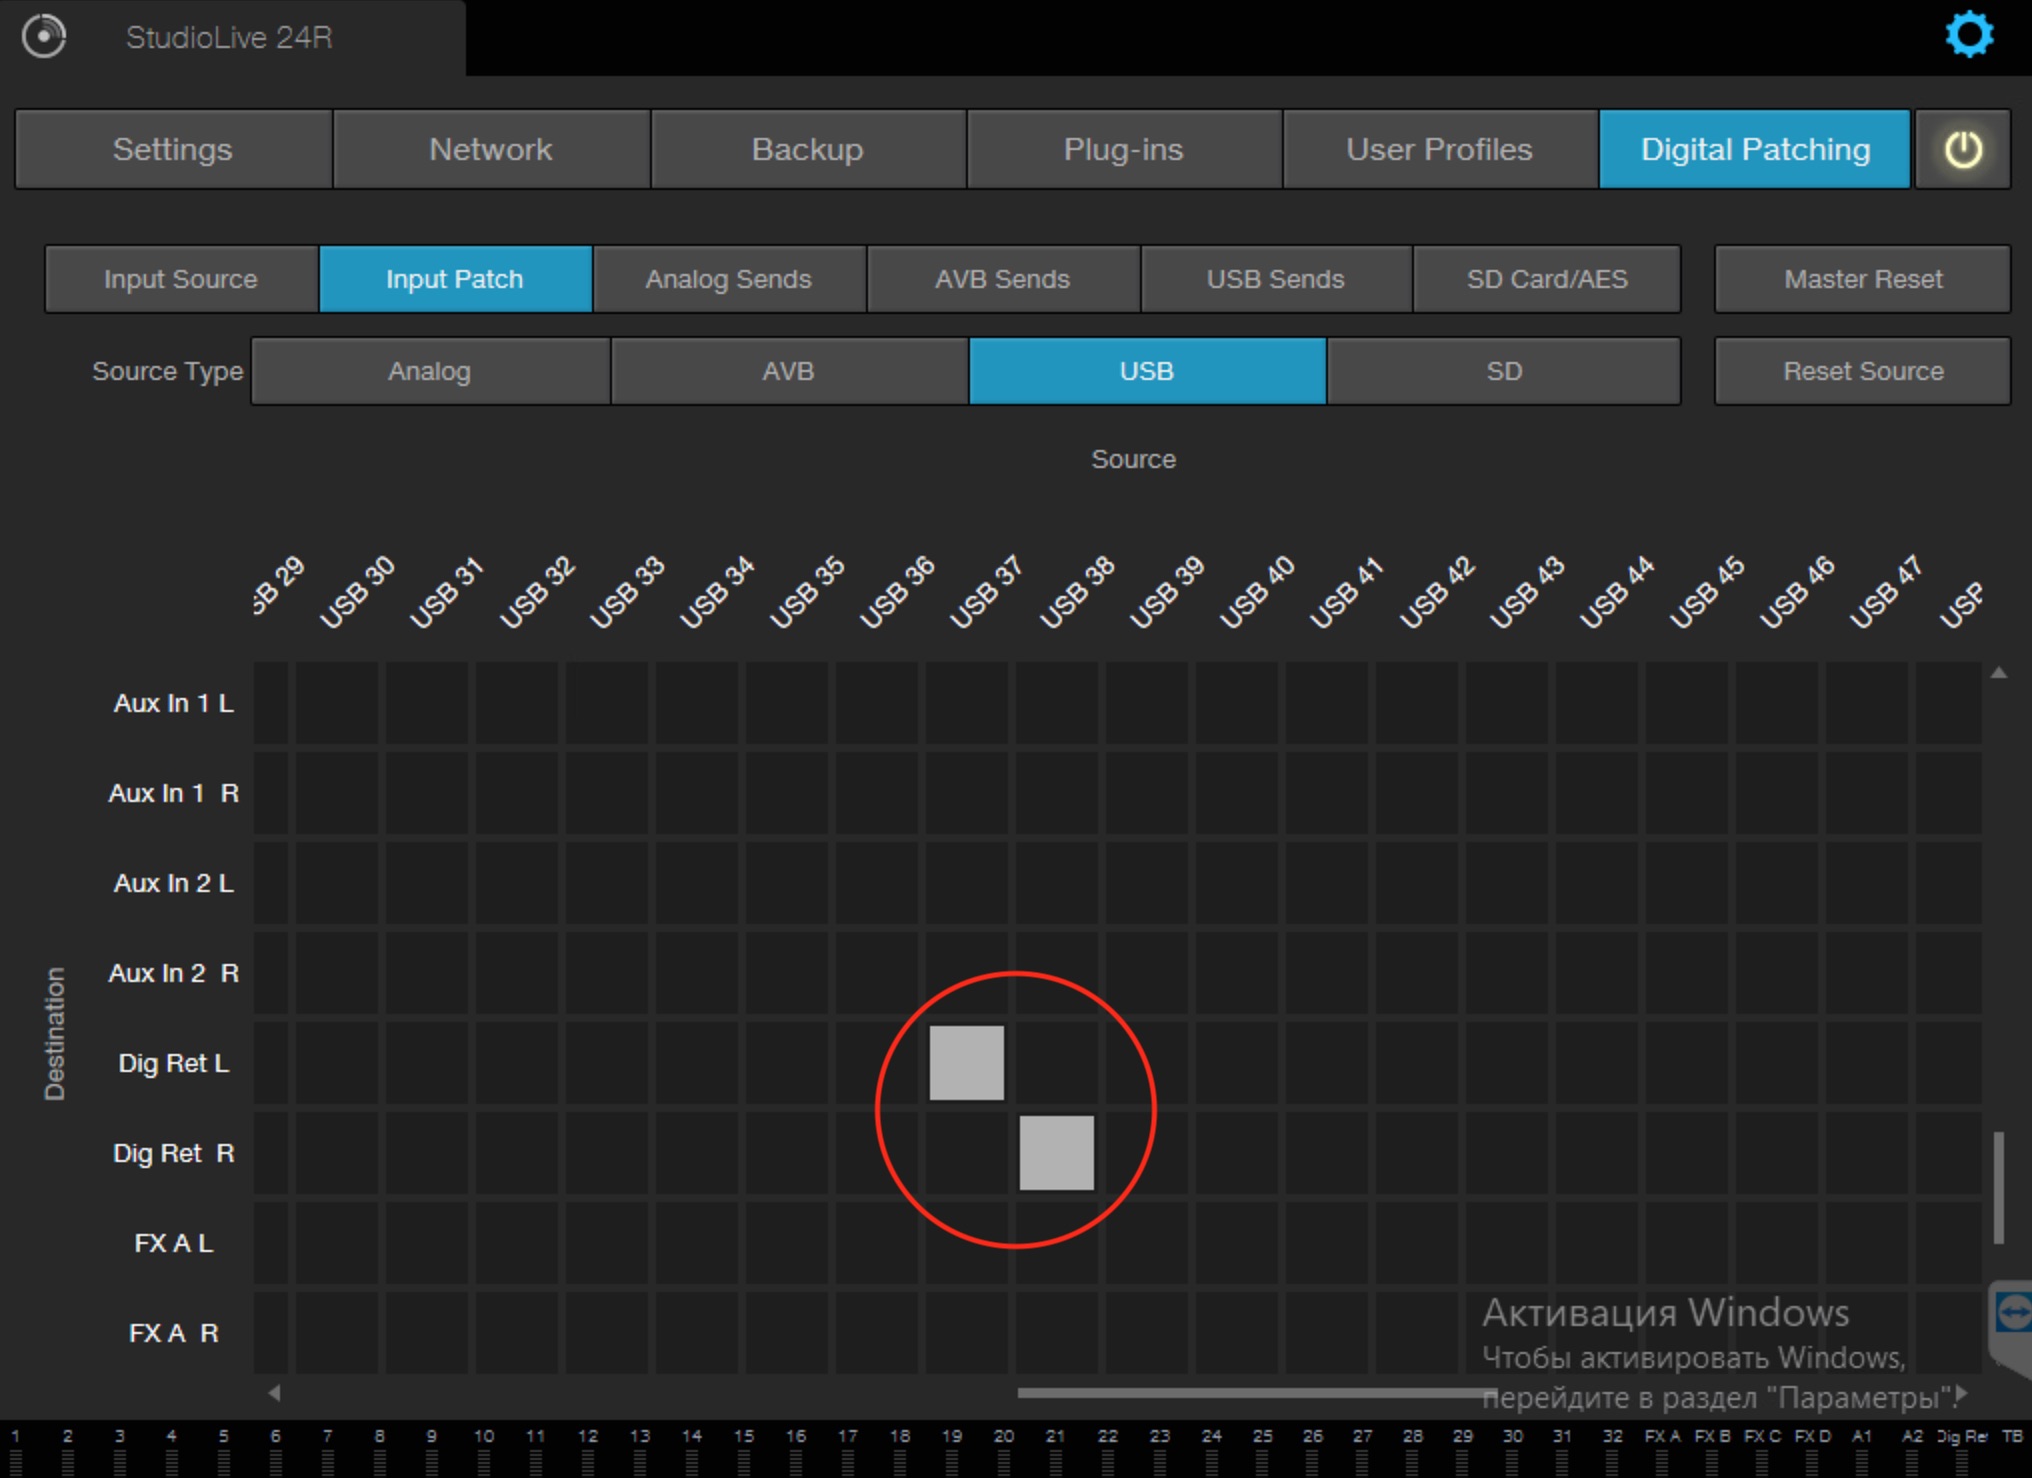 StudioLive 24R
Settings Network Backup Plug-ins User Profiles Digital Patching
Input Source Input Patch Analog Sends AVB Sends USB Sends SD Card/AES Master Reset
Source Type Analog AVB USB SD Reset Source
Source
SB 29 USB 30 USB 31 USB 32 USB 33 USB 34 USB 35 USB 36 USB 37 USB 38 USB 39 USB 40 USB 41 USB 42 USB 43 USB 44 USB 45 USB 46 USB 47
Destination
Aux In 1 L
Aux In 1 R
Aux In 2 L
Aux In 2 R
Dig Ret L
Dig Ret R
FX A L
FX A R
Активация Windows
Чтобы активировать Windows,
перейдите в раздел "Параметры".
1 2 3 4 5 6 7 8 9 10 11 12 13 14 15 16 17 18 19 20 21 22 23 24 25 26 27 28 29 30 31 32 FX A FX B FX C FX D A1 A2 Dig Ret TB